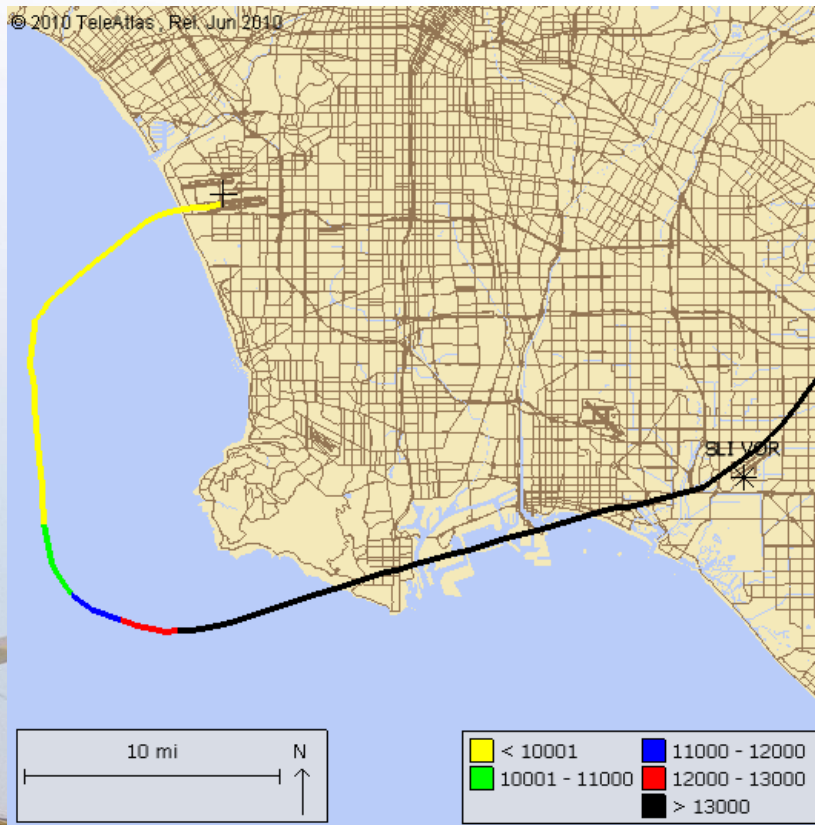 © 2010 TeleAtlas , Rel. Jun 2010
SLI VOR
10 mi
N
< 10001
10001 - 11000
11000 - 12000
12000 - 13000
> 13000